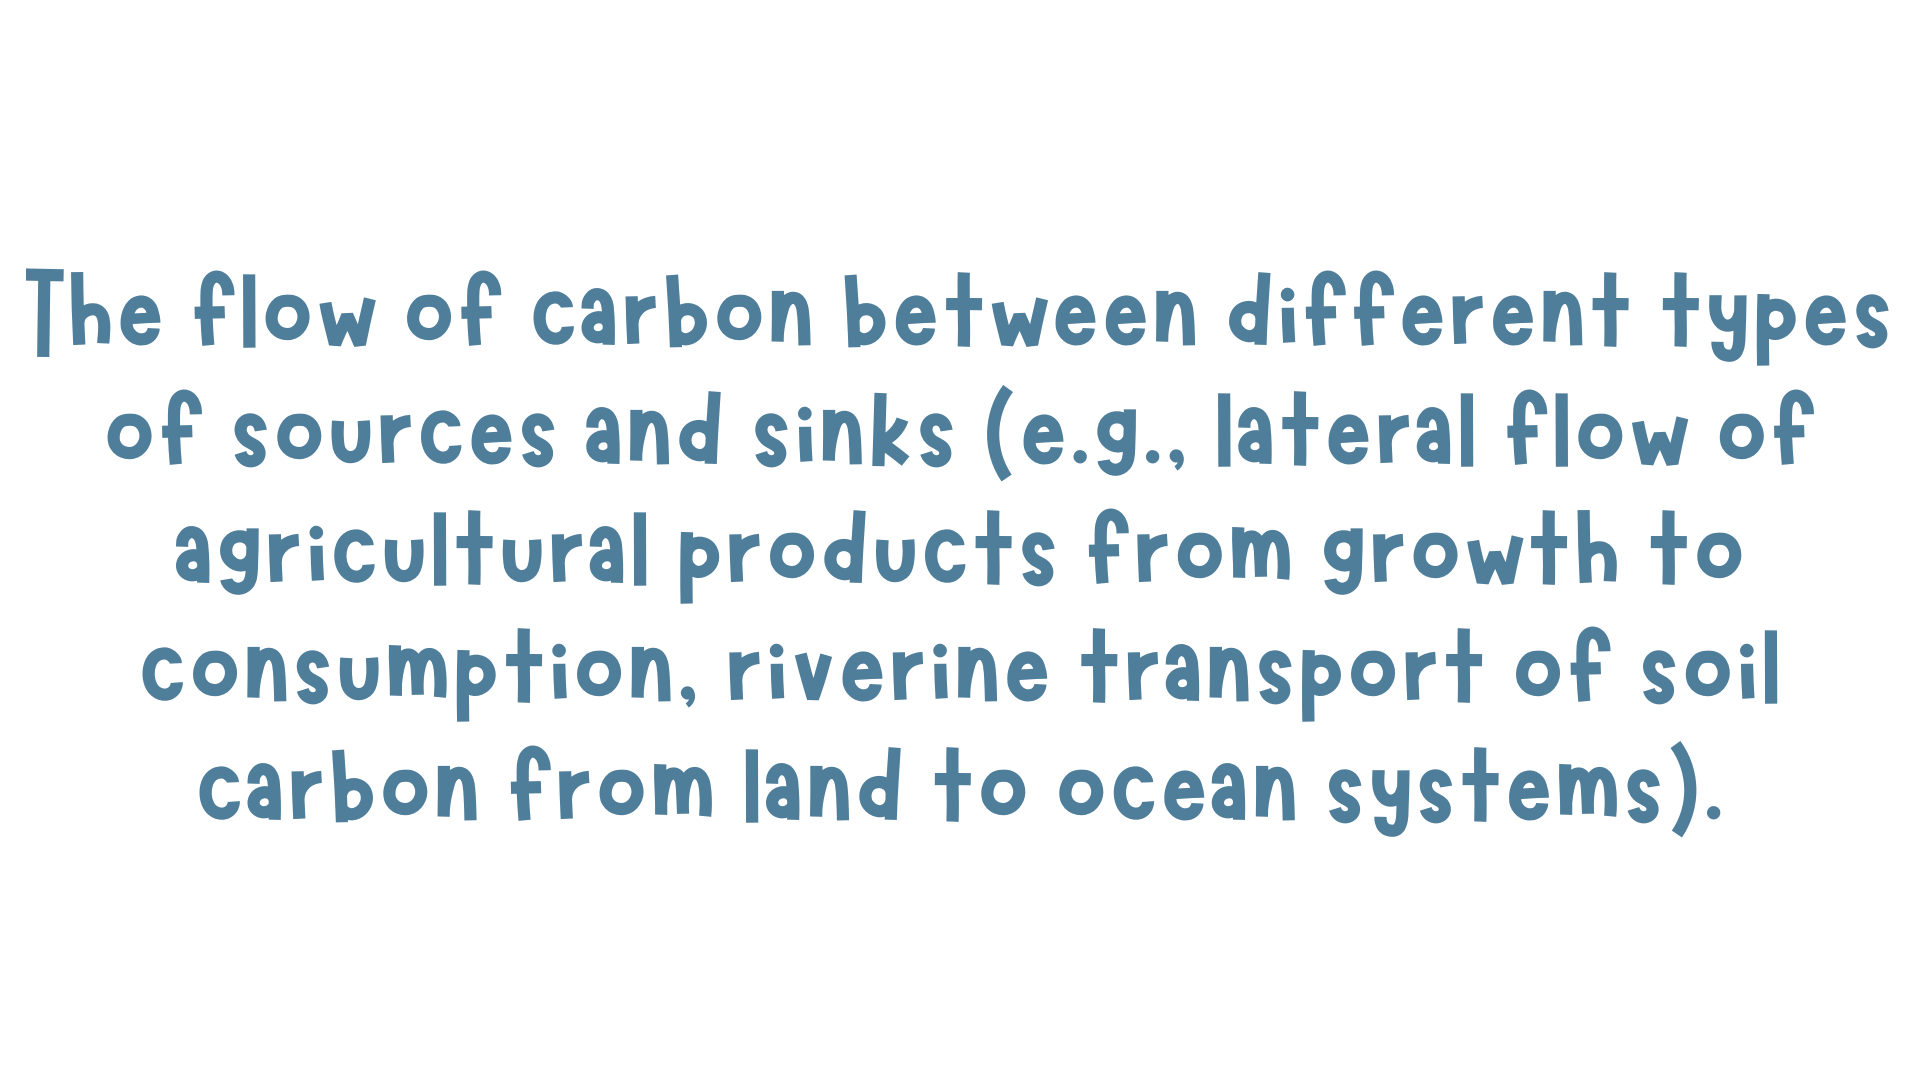 The flow of carbon between different types
of sources and sinks (e.g., lateral flow of
agricultural products from growth to
consumption, riverine transport of soil
carbon from land to ocean systems).